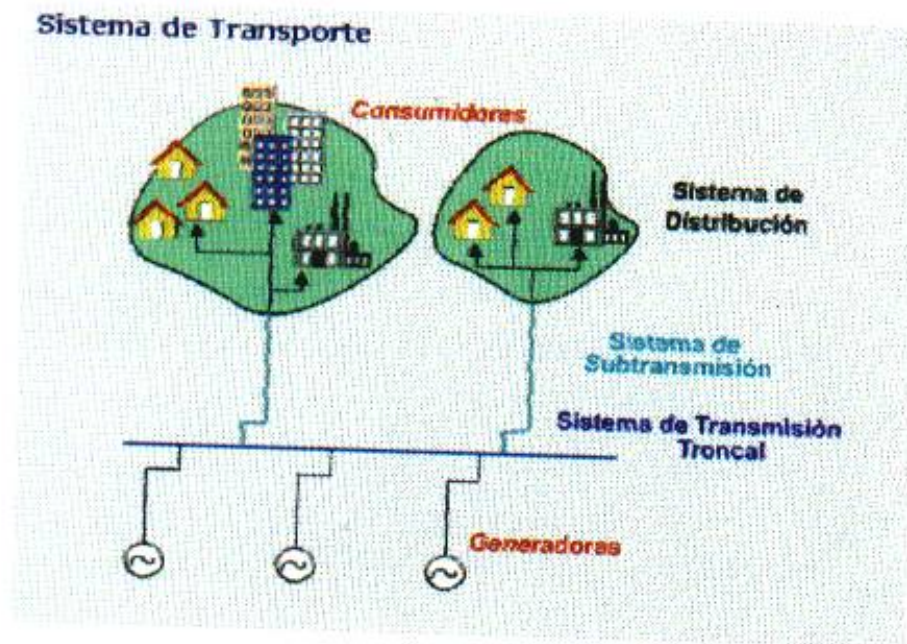 Sistema de Transporte
Consumidores
Sistema de
Distribución
Sistema de
Subtransmisión
Sistema de Transmisión
Troncal
Generadoras